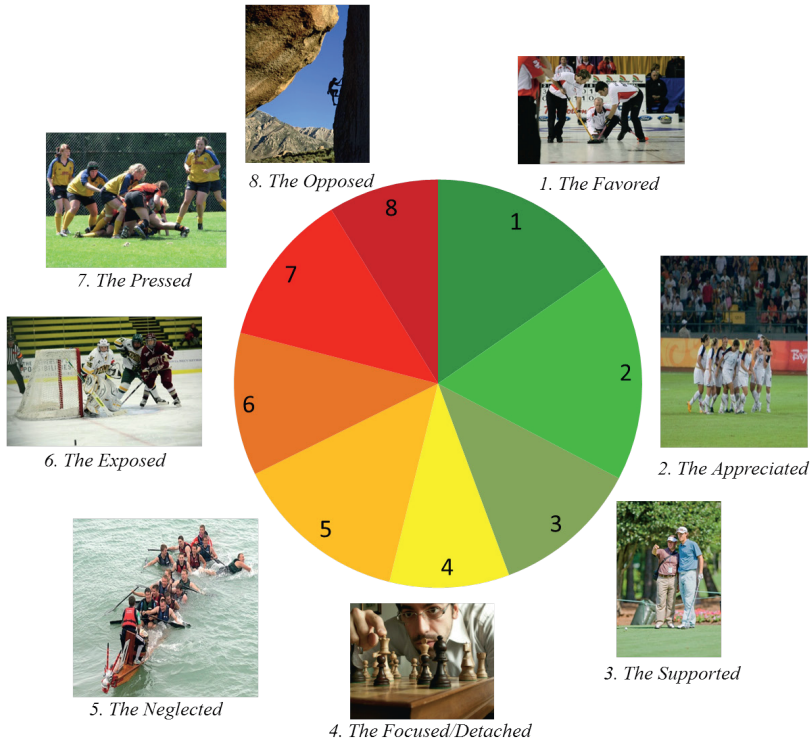 8. The Opposed
1. The Favored
7. The Pressed
2. The Appreciated
6. The Exposed
3. The Supported
5. The Neglected
4. The Focused/Detached
8
1
7
2
6
3
5
4